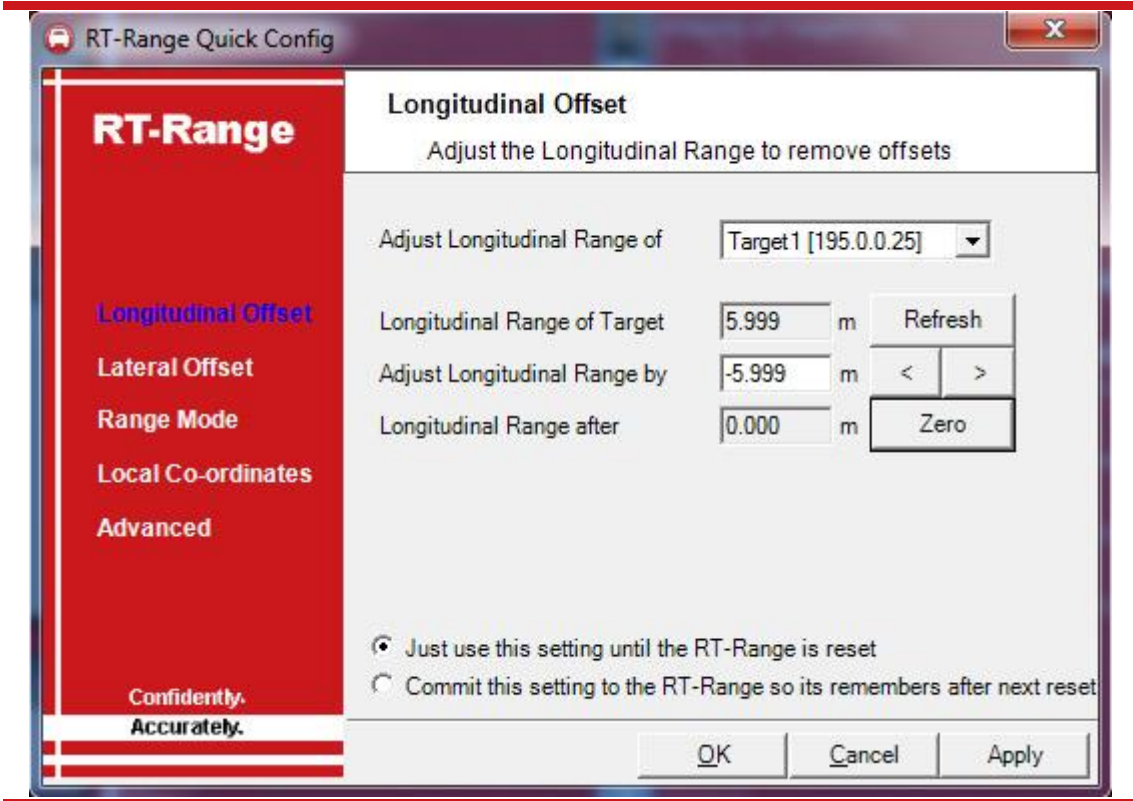 RT-Range Quick Config
x
RT-Range
Longitudinal Offset
Adjust the Longitudinal Range to remove offsets
Adjust Longitudinal Range of
Target1 [195.0.0.25]
Longitudinal Range of Target
5.999
m
Refresh
Adjust Longitudinal Range by
-5.999
m
<
>
Longitudinal Range after
0.000
m
Zero
Longitudinal Offset
Lateral Offset
Range Mode
Local Co-ordinates
Advanced
Just use this setting until the RT-Range is reset
Commit this setting to the RT-Range so its remembers after next reset
Confidently.
Accurately.
OK
Cancel
Apply